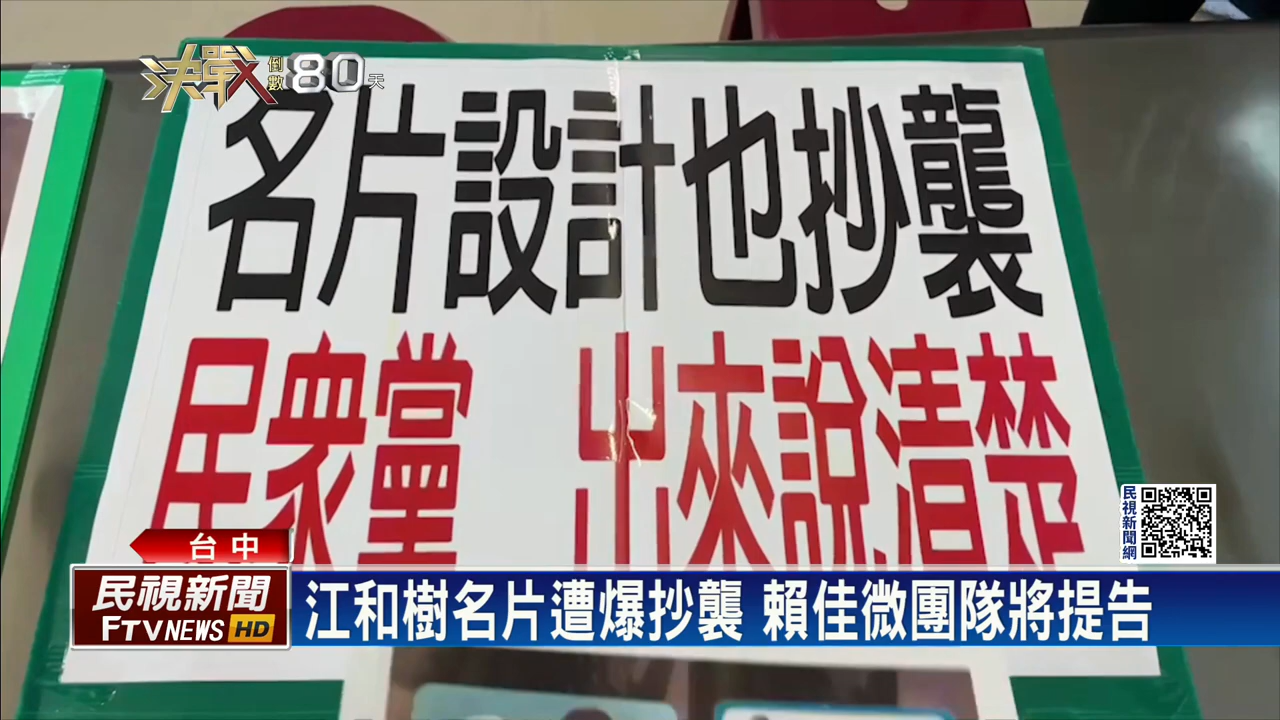 決戰 倒數80天
名片設計也抄襲
民眾黨 出來說清楚
民視新聞網
台中
民視新聞
FTVNEWS HD
江和樹名片遭爆抄襲 賴佳微團隊將提告